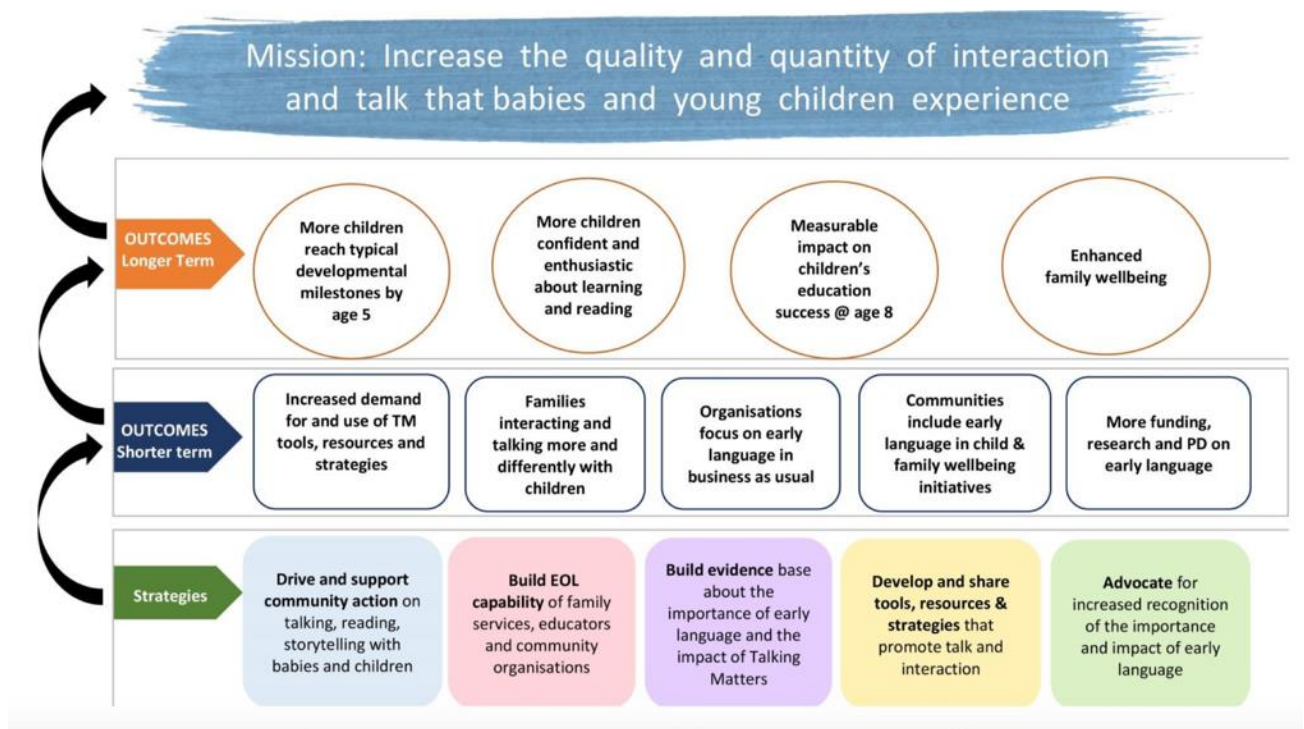 Mission: Increase the quality and quantity of interaction
and talk that babies and young children experience
OUTCOMES
Longer Term
More children
reach typical
developmental
milestones by
age 5
More children
confident and
enthusiastic
about learning
and reading
Measurable
impact on
children's
education
success @ age 8
Enhanced
family wellbeing
OUTCOMES
Shorter term
Increased demand
for and use of TM
tools, resources and
strategies
Families
interacting and
talking more and
differently with
children
Organisations
focus on early
language in
business as usual
Communities
include early
language in child &
family wellbeing
initiatives
More funding,
research and PD on
early language
Strategies
Drive and support
community action on
talking, reading,
storytelling with
babies and children
Build EOL
capability of family
services, educators
and community
organisations
Build evidence base
about the
importance of early
language and the
impact of Talking
Matters
Develop and share
tools, resources &
strategies that
promote talk and
interaction
Advocate for
increased recognition
of the importance
and impact of early
language